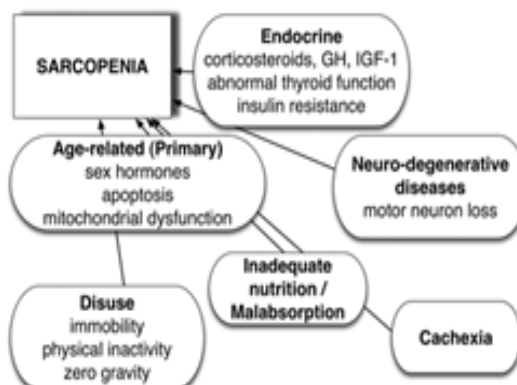 SARCOPENIA
Endocrine
corticosteroids, GH, IGF-1
abnormal thyroid function
insulin resistance
Age-related (Primary)
sex hormones
apoptosis
mitochondrial dysfunction
Neuro-degenerative
diseases
motor neuron loss
Inadequate
nutrition /
Malabsorption
Disuse
immobility
physical inactivity
zero gravity
Cachexia